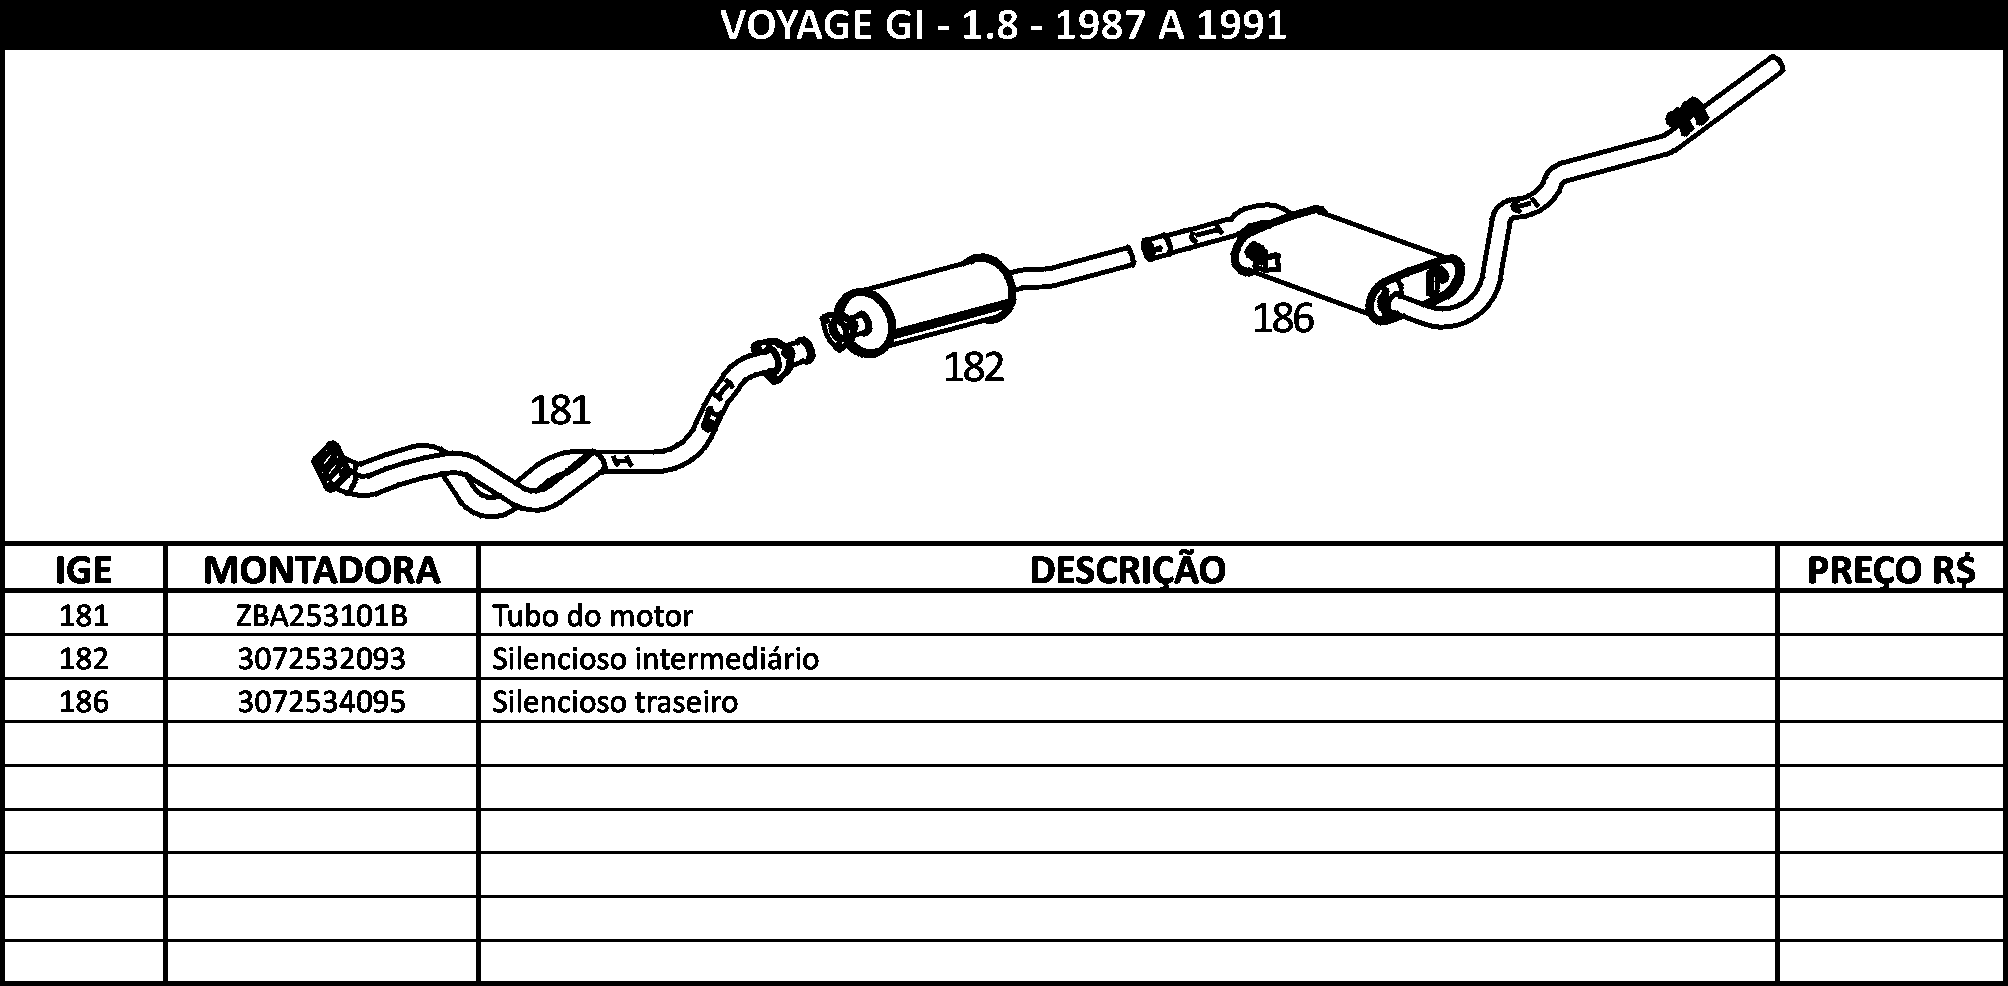 VOYAGE GI - 1.8 - 1987 A 1991
186
182
181
IGE MONTADORA DESCRIÇÃO PREÇO R$
181 ZBA253101B Tubo do motor
182 3072532093 Silencioso intermediário
186 3072534095 Silencioso traseiro